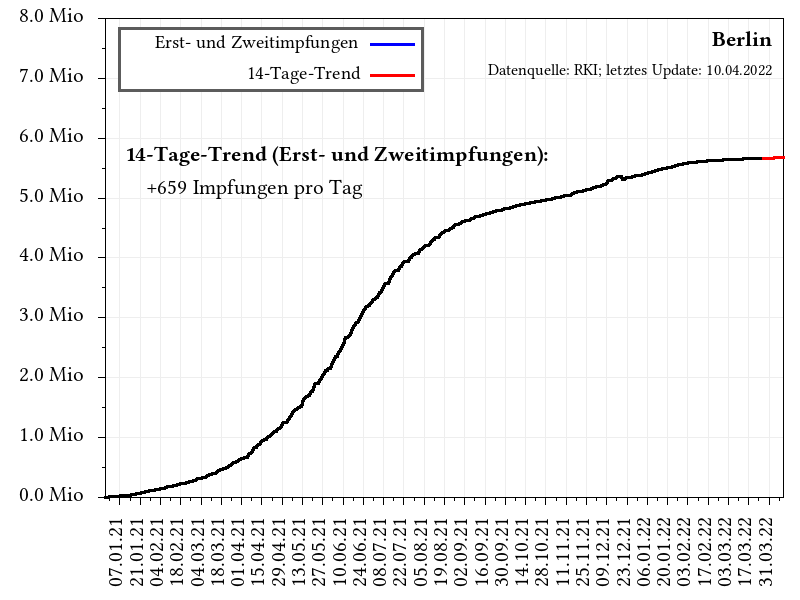 8.0 Mio
7.0 Mio
6.0 Mio
5.0 Mio
4.0 Mio
3.0 Mio
2.0 Mio
1.0 Mio
0.0 Mio
Erst- und Zweitimpfungen
14-Tage-Trend
Berlin
Datenquelle: RKI; letztes Update: 10.04.2022
14-Tage-Trend (Erst- und Zweitimpfungen):
+659 Impfungen pro Tag
07.01.21
21.01.21
04.02.21
18.02.21
04.03.21
18.03.21
01.04.21
15.04.21
29.04.21
13.05.21
27.05.21
10.06.21
24.06.21
08.07.21
22.07.21
05.08.21
19.08.21
02.09.21
16.09.21
30.09.21
14.10.21
28.10.21
11.11.21
25.11.21
09.12.21
23.12.21
06.01.22
20.01.22
03.02.22
17.02.22
03.03.22
17.03.22
31.03.22